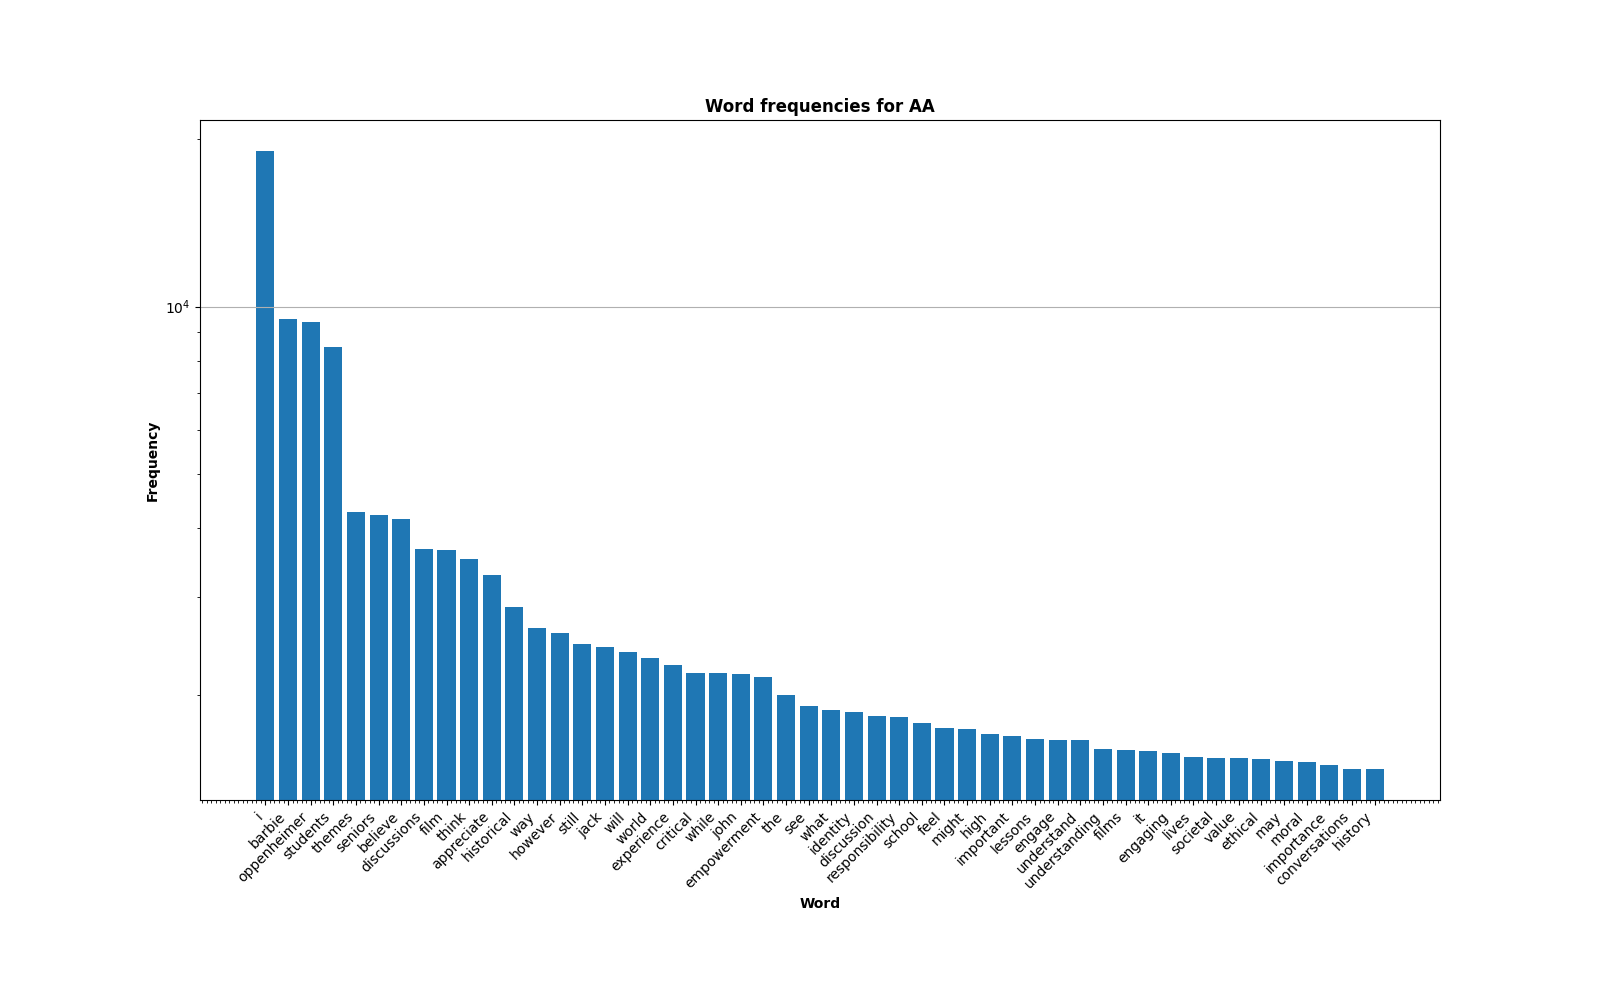 Word frequencies for AA
Frequency
10^4
i
barbie
oppenheimer
students
themes
seniors
believe
discussions
film
think
appreciate
historical
way
however
still
jack
will
world
experience
critical
while
john
empowerment
the
see
what
identity
discussion
responsibility
school
feel
might
high
important
lessons
engage
understand
understanding
films
it
engaging
lives
societal
value
ethical
may
moral
importance
conversations
history
Word